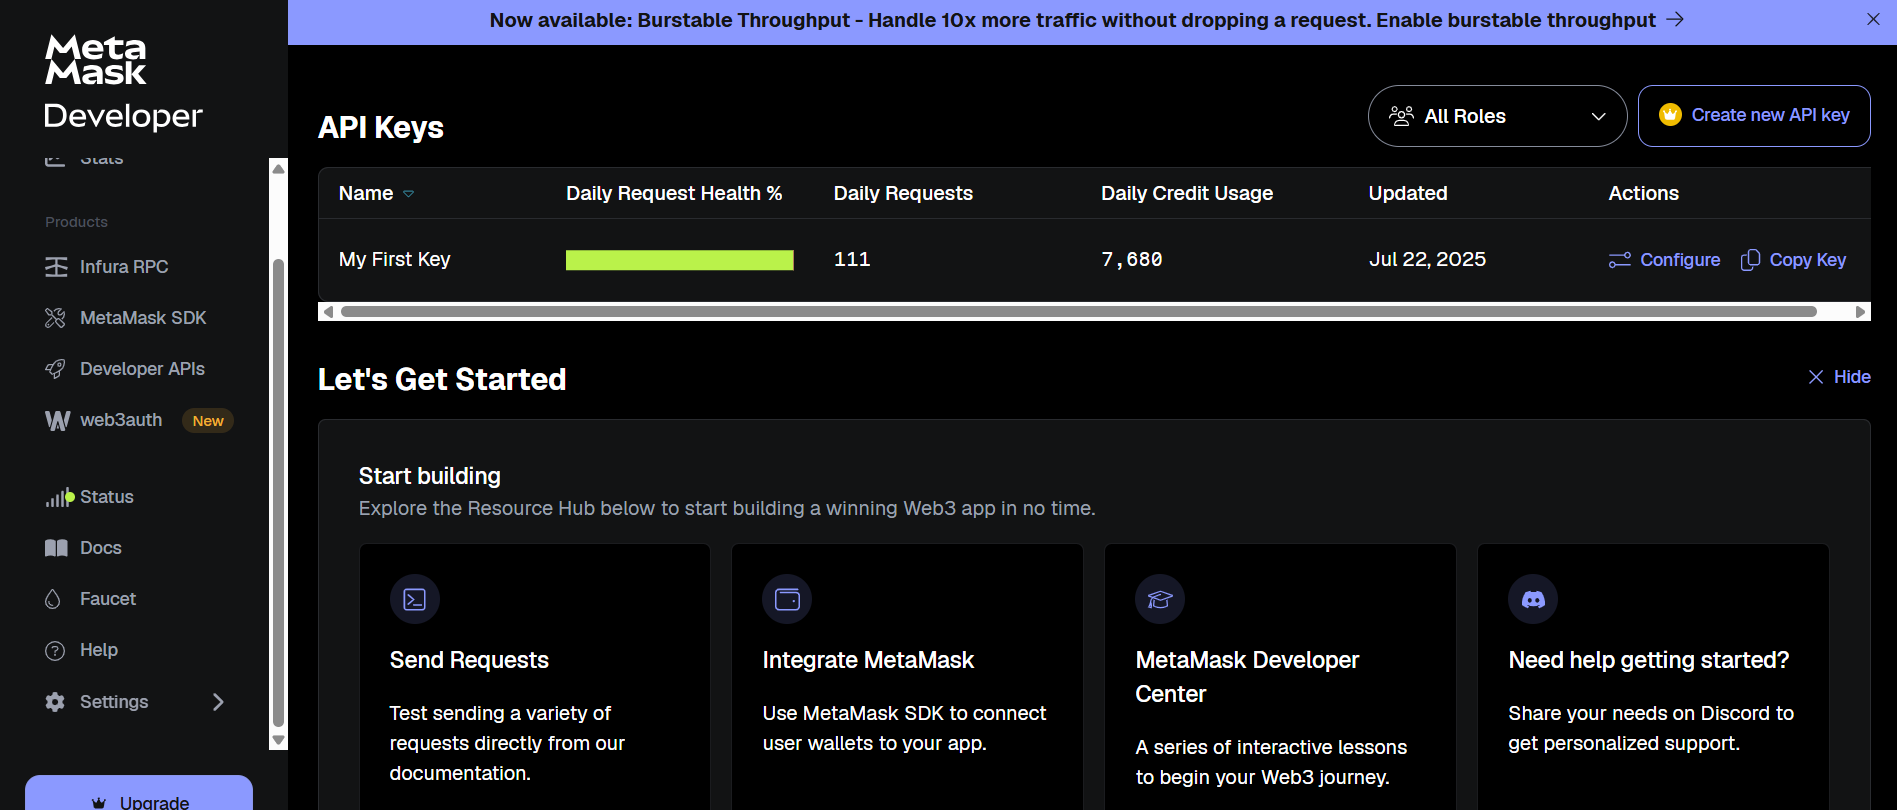 Now available: Burstable Throughput - Handle 10x more traffic without dropping a request. Enable burstable throughput
Meta
Mask
Developer
Stats
Products
Infura RPC
MetaMask SDK
Developer APIs
web3auth New
Status
Docs
Faucet
Help
Settings
Upgrade
API Keys
All Roles
Create new API key
Name Daily Request Health % Daily Requests Daily Credit Usage Updated Actions
My First Key 111 7,680 Jul 22, 2025 Configure Copy Key
Let's Get Started
Hide
Start building
Explore the Resource Hub below to start building a winning Web3 app in no time.
Send Requests
Test sending a variety of
requests directly from our
documentation.
Integrate MetaMask
Use MetaMask SDK to connect
user wallets to your app.
MetaMask Developer
Center
A series of interactive lessons
to begin your Web3 journey.
Need help getting started?
Share your needs on Discord to
get personalized support.